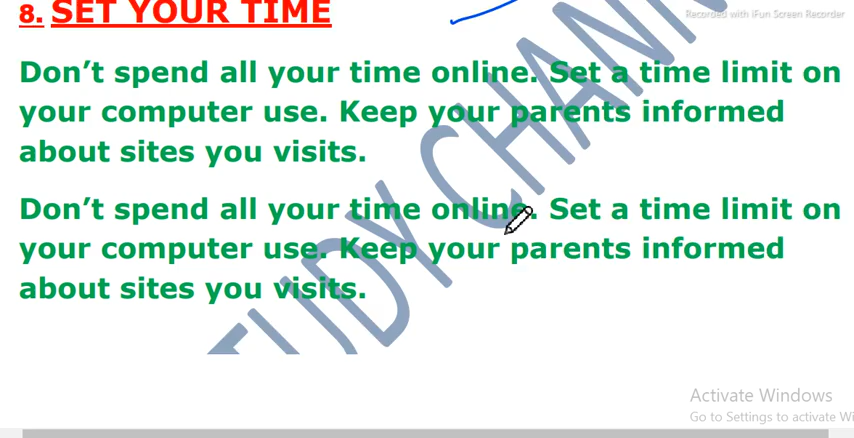 Recorded with iFun Screen Recorder
8. SET YOUR TIME
Don’t spend all your time online. Set a time limit on
your computer use. Keep your parents informed
about sites you visits.
Don’t spend all your time online. Set a time limit on
your computer use. Keep your parents informed
about sites you visits.
Activate Windows
Go to Settings to activate Wi